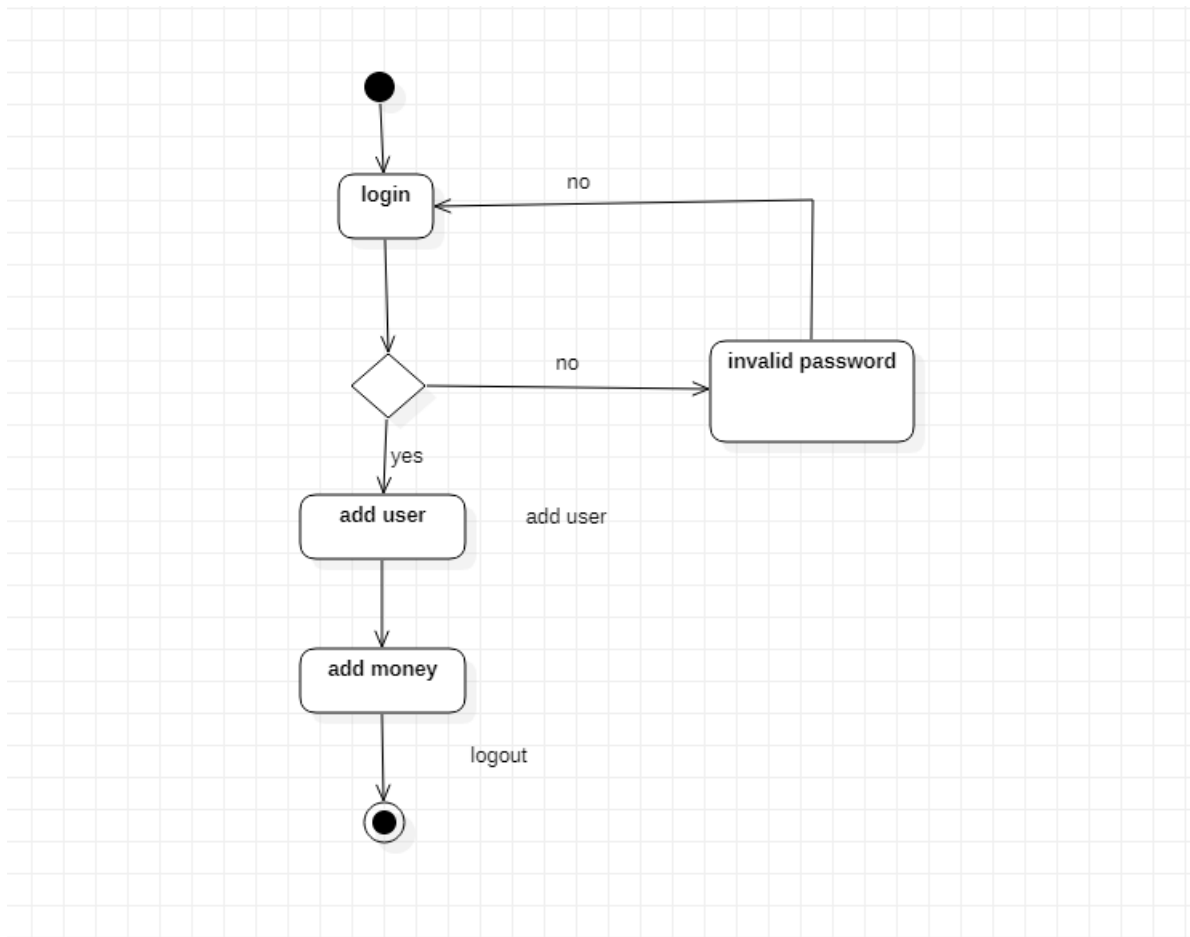 login
no
no
invalid password
yes
add user
add user
add money
logout